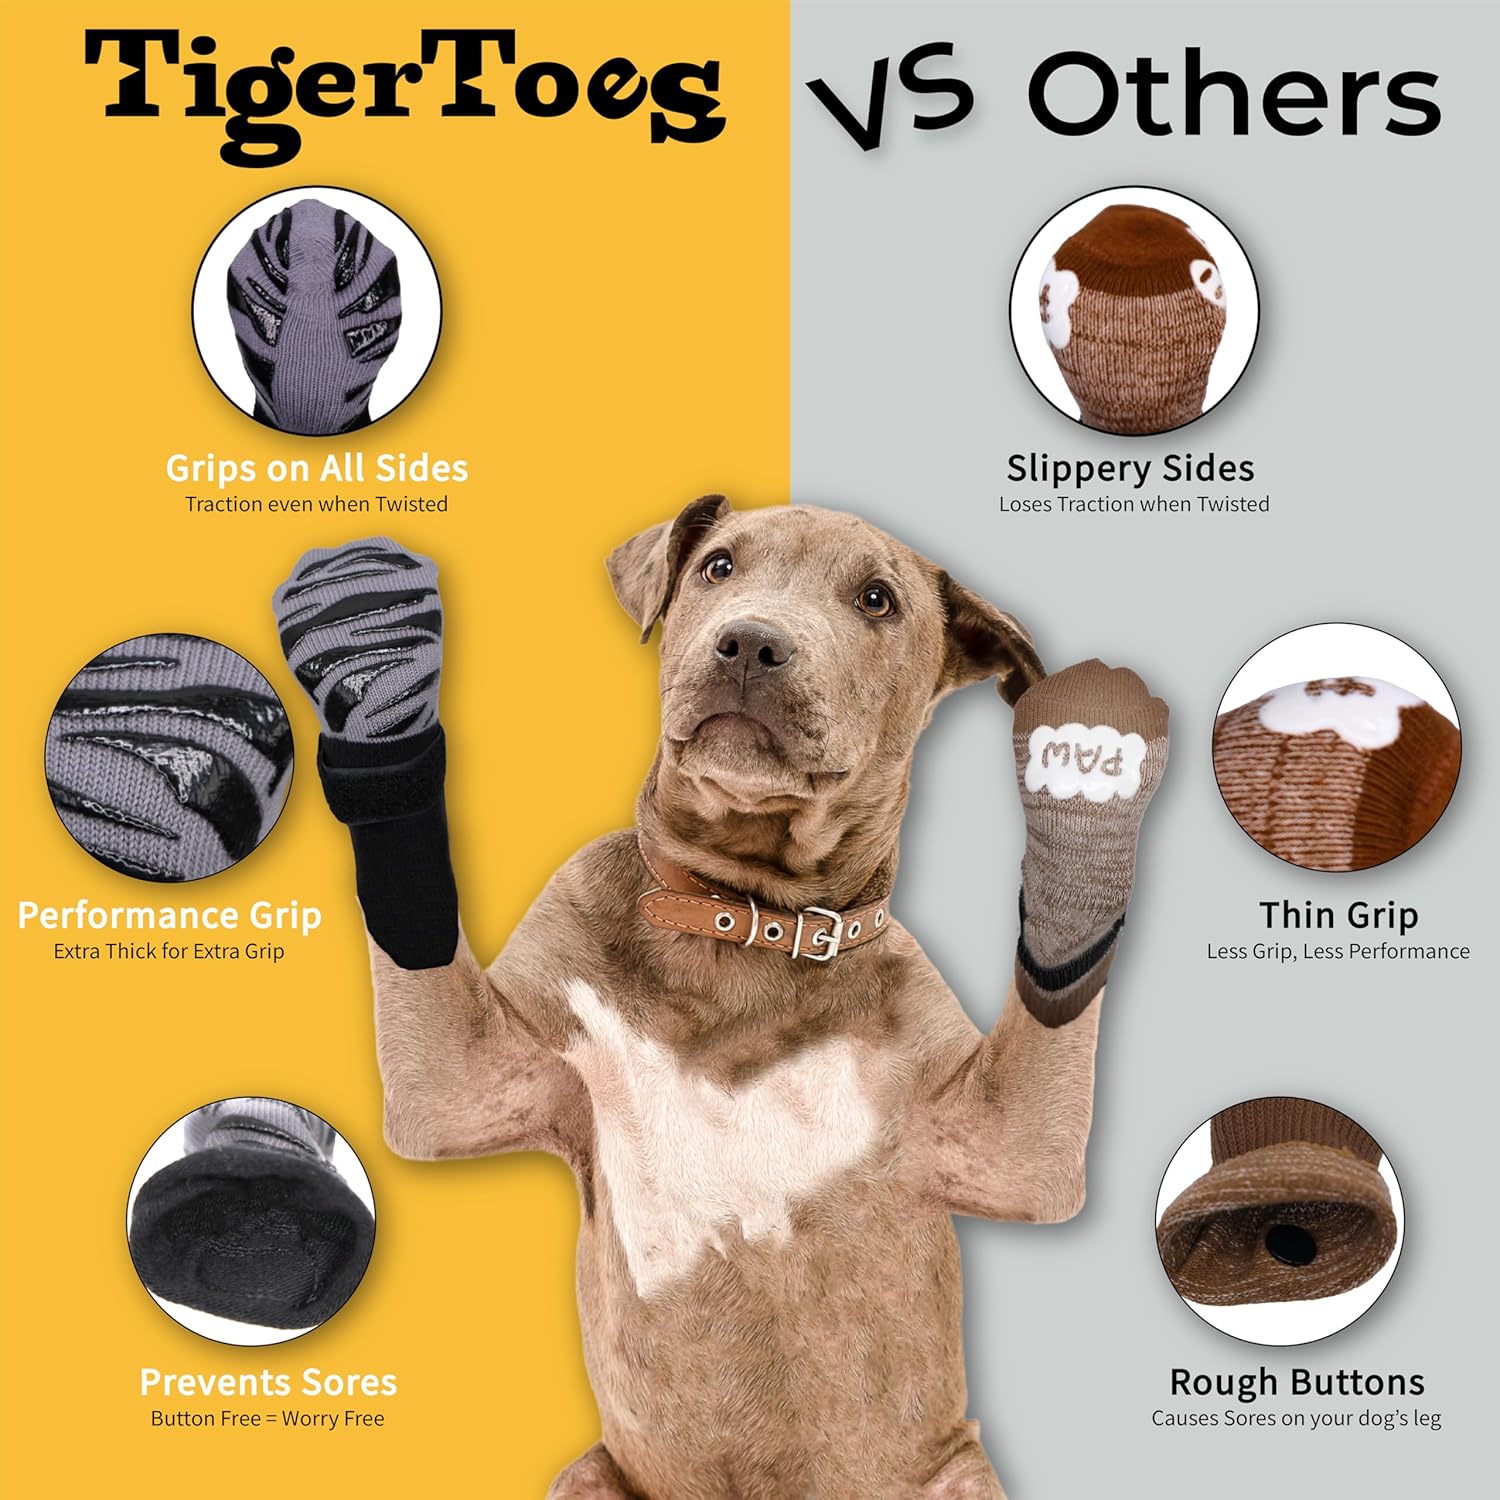 TigerToes
VS Others
Grips on All Sides
Traction even when Twisted
Slippery Sides
Loses Traction when Twisted
PAW
Performance Grip
Extra Thick for Extra Grip
Thin Grip
Less Grip, Less Performance
Prevents Sores
Button Free = Worry Free
Rough Buttons
Causes Sores on your dog's leg